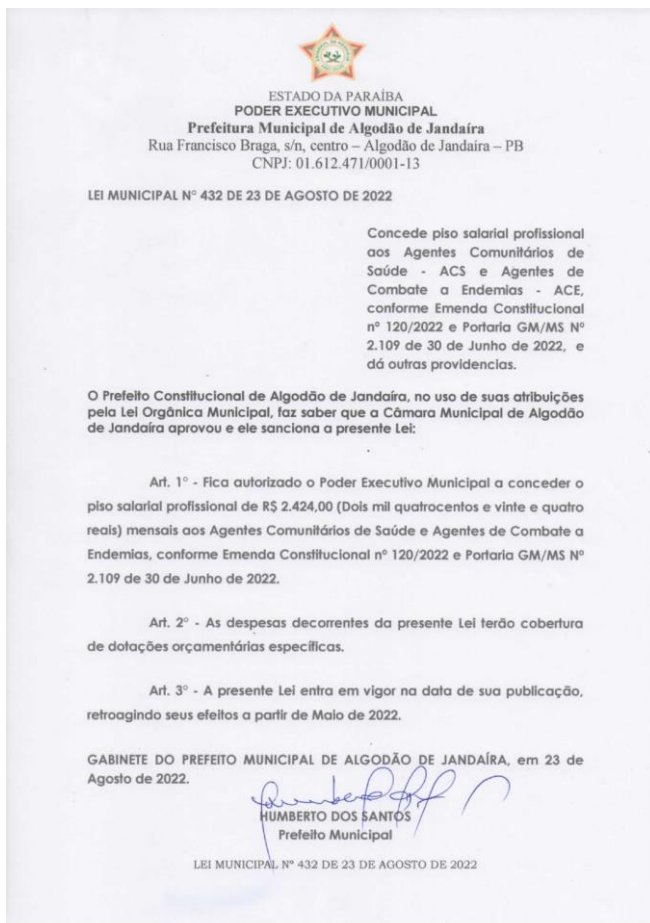 ESTADO DA PARAÍBA
PODER EXECUTIVO MUNICIPAL
Prefeitura Municipal de Algodão de Jandaíra
Rua Francisco Braga, s/n, centro – Algodão de Jandaíra – PB
CNPJ: 01.612.471/0001-13
LEI MUNICIPAL Nº 432 DE 23 DE AGOSTO DE 2022
Concede piso salarial profissional
aos Agentes Comunitários de
Saúde - ACS e Agentes de
Combate a Endemias - ACE,
conforme Emenda Constitucional
nº 120/2022 e Portaria GM/MS Nº
2.109 de 30 de Junho de 2022, e
dá outras providencias.
O Prefeito Constitucional de Algodão de Jandaíra, no uso de suas atribuições
pela Lei Orgânica Municipal, faz saber que a Câmara Municipal de Algodão
de Jandaíra aprovou e ele sanciona a presente Lei:
Art. 1º - Fica autorizado o Poder Executivo Municipal a conceder o
piso salarial profissional de R$ 2.424,00 (Dois mil quatrocentos e vinte e quatro
reais) mensais aos Agentes Comunitários de Saúde e Agentes de Combate a
Endemias, conforme Emenda Constitucional nº 120/2022 e Portaria GM/MS Nº
2.109 de 30 de Junho de 2022.
Art. 2º - As despesas decorrentes da presente Lei terão cobertura
de dotações orçamentárias específicas.
Art. 3º - A presente Lei entra em vigor na data de sua publicação,
retroagindo seus efeitos a partir de Maio de 2022.
GABINETE DO PREFEITO MUNICIPAL DE ALGODÃO DE JANDAÍRA, em 23 de
Agosto de 2022.
HUMBERTO DOS SANTOS
Prefeito Municipal
LEI MUNICIPAL Nº 432 DE 23 DE AGOSTO DE 2022